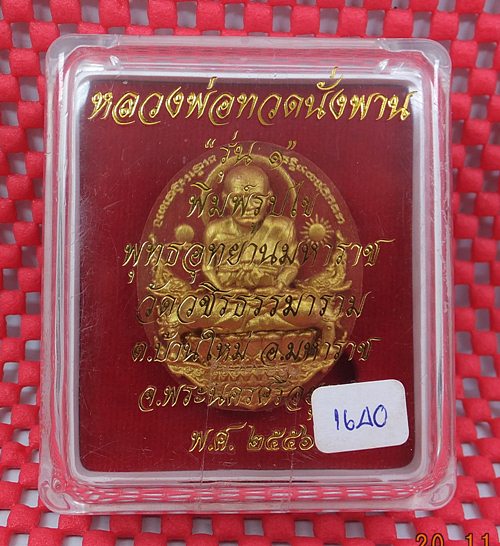 หลวงพ่อทวดนั่งพาน
"รุ่น ๑"
พิมพ์รูปไข่
พุทธอุทยานมหาราช
วัดวชิรธรรมาราม
ต.บ้านใหม่ อ.มหาราช
จ.พระนครศรีอ
พ.ศ. ๒๕๕๖
1640
20 11